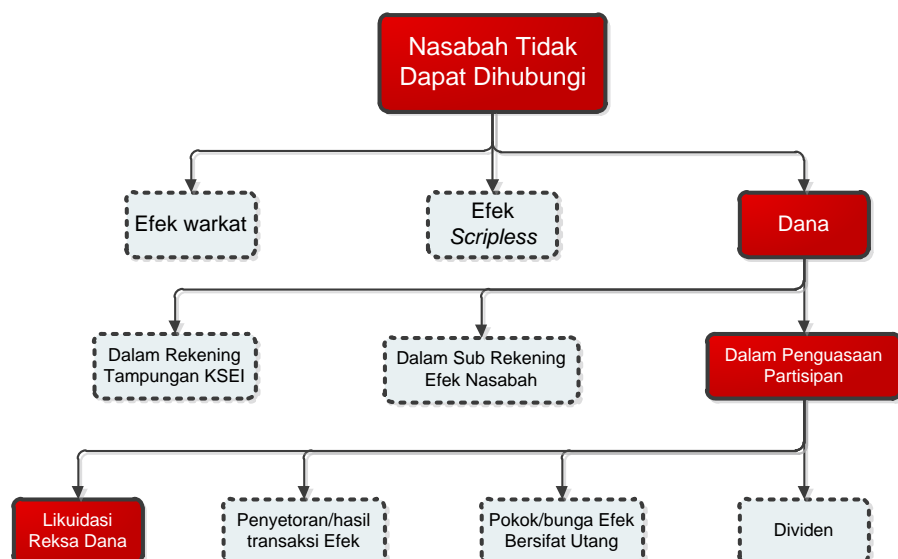 Nasabah Tidak
Dapat Dihubungi
Efek warkat
Efek
Scripless
Dana
Dalam Rekening
Tampungan KSEI
Dalam Sub Rekening
Efek Nasabah
Dalam Penguasaan
Partisipan
Likuidasi
Reksa Dana
Penyetoran/hasil
transaksi Efek
Pokok/bunga Efek
Bersifat Utang
Dividen